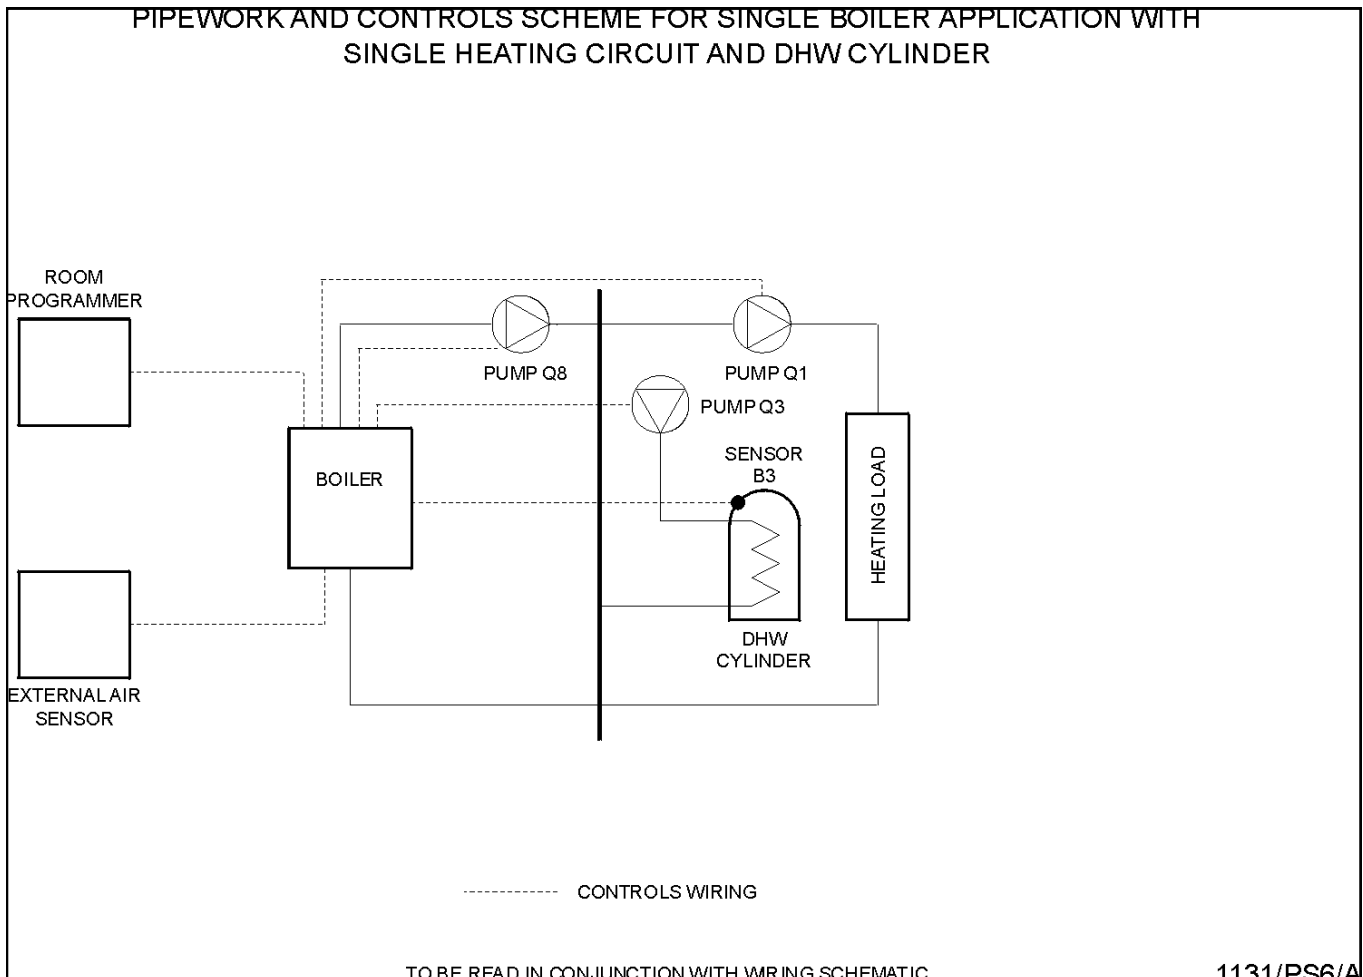 PIPEWORK AND CONTROLS SCHEME FOR SINGLE BOILER APPLICATION WITH
SINGLE HEATING CIRCUIT AND DHW CYLINDER
ROOM
PROGRAMMER
PUMP Q8
PUMP Q1
PUMP Q3
SENSOR
B3
BOILER
HEATING LOAD
DHW
CYLINDER
EXTERNAL AIR
SENSOR
CONTROLS WIRING
TO BE READ IN CONJUNCTION WITH WIRING SCHEMATIC
1131/PS6/A